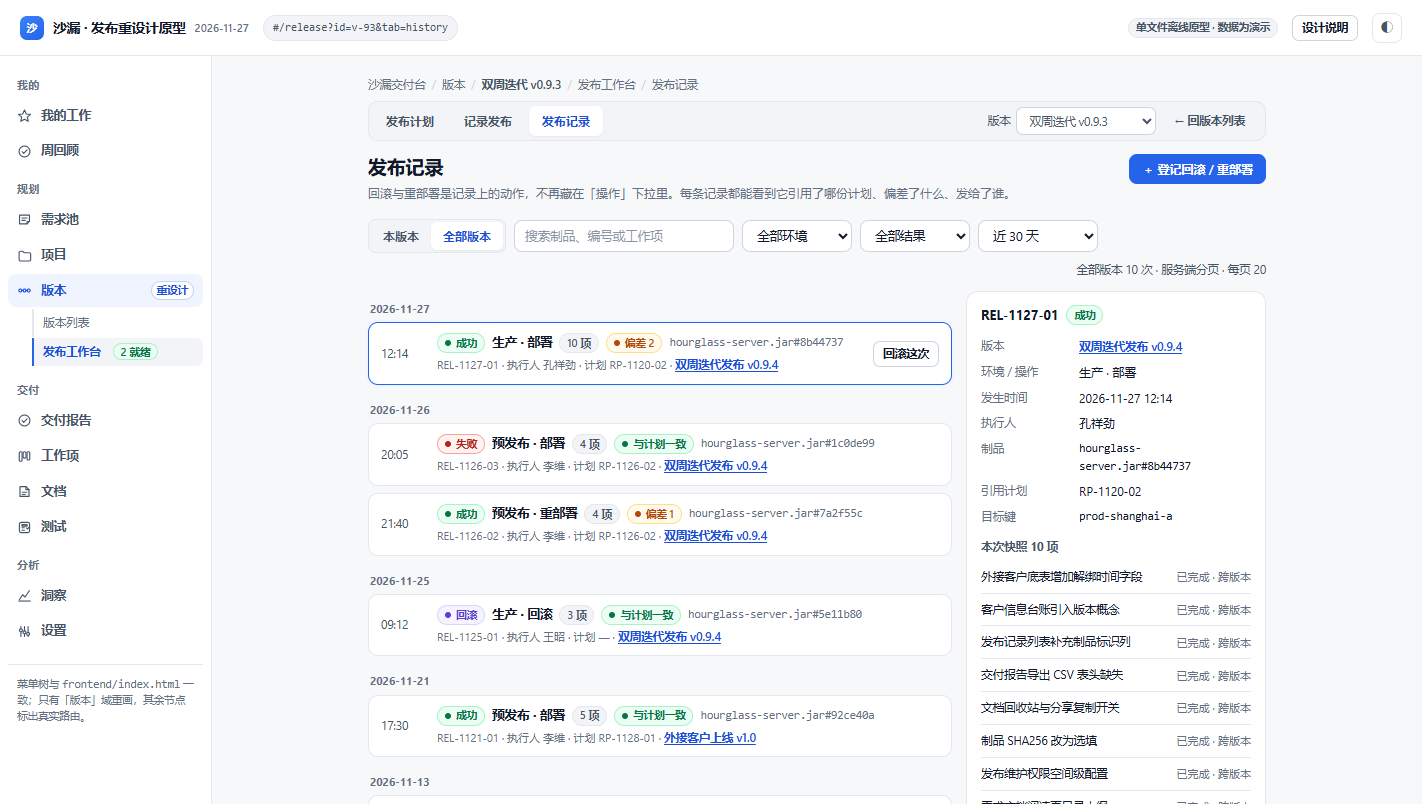 沙 沙漏 · 发布重设计原型 2026-11-27 #/release?id=v-93&tab=history 单文件离线原型 · 数据为演示 设计说明
我的
我的工作
周回顾
规划
需求池
项目
版本 重设计
版本列表
发布工作台 2 就绪
交付
交付报告
工作项
文档
测试
分析
洞察
设置
菜单树与 frontend/index.html 一
致；只有「版本」域重画，其余节点
标出真实路由。
沙漏交付台 / 版本 / 双周迭代 v0.9.3 / 发布工作台 / 发布记录
发布计划 记录发布 发布记录 版本 双周迭代 v0.9.3 ← 回版本列表
发布记录
+ 登记回滚 / 重部署
回滚与重部署是记录上的动作，不再藏在「操作」下拉里。每条记录都能看到它引用了哪份计划、偏差了什么、发给了谁。
本版本 全部版本 搜索制品、编号或工作项 全部环境 全部结果 近 30 天
全部版本 10 次 · 服务端分页 · 每页 20
2026-11-27
12:14 成功 生产 · 部署 10 项 偏差 2 hourglass-server.jar#8b44737 回滚这次
REL-1127-01 · 执行人 孔祥劲 · 计划 RP-1120-02 · 双周迭代发布 v0.9.4
2026-11-26
20:05 失败 预发布 · 部署 4 项 与计划一致 hourglass-server.jar#1c0de99
REL-1126-03 · 执行人 李维 · 计划 RP-1126-02 · 双周迭代发布 v0.9.4
21:40 成功 预发布 · 重部署 4 项 偏差 1 hourglass-server.jar#7a2f55c
REL-1126-02 · 执行人 李维 · 计划 RP-1126-02 · 双周迭代发布 v0.9.4
2026-11-25
09:12 回滚 生产 · 回滚 3 项 与计划一致 hourglass-server.jar#5e11b80
REL-1125-01 · 执行人 王昭 · 计划 — · 双周迭代发布 v0.9.4
2026-11-21
17:30 成功 预发布 · 部署 5 项 与计划一致 hourglass-server.jar#92ce40a
REL-1121-01 · 执行人 李维 · 计划 RP-1128-01 · 外接客户上线 v1.0
2026-11-13
REL-1127-01 成功
版本 双周迭代发布 v0.9.4
环境 / 操作 生产 · 部署
发生时间 2026-11-27 12:14
执行人 孔祥劲
制品 hourglass-
server.jar#8b44737
引用计划 RP-1120-02
目标键 prod-shanghai-a
本次快照 10 项
外接客户底表增加解绑时间字段 已完成 · 跨版本
客户信息台账引入版本概念 已完成 · 跨版本
发布记录列表补充制品标识列 已完成 · 跨版本
交付报告导出 CSV 表头缺失 已完成 · 跨版本
文档回收站与分享复制开关 已完成 · 跨版本
制品 SHA256 改为选填 已完成 · 跨版本
发布维护权限空间级配置 已完成 · 跨版本